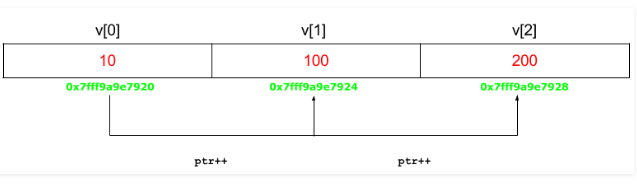 v[0] v[1] v[2]
10 100 200
0x7fff9a9e7920 0x7fff9a9e7924 0x7fff9a9e7928
ptr++ ptr++